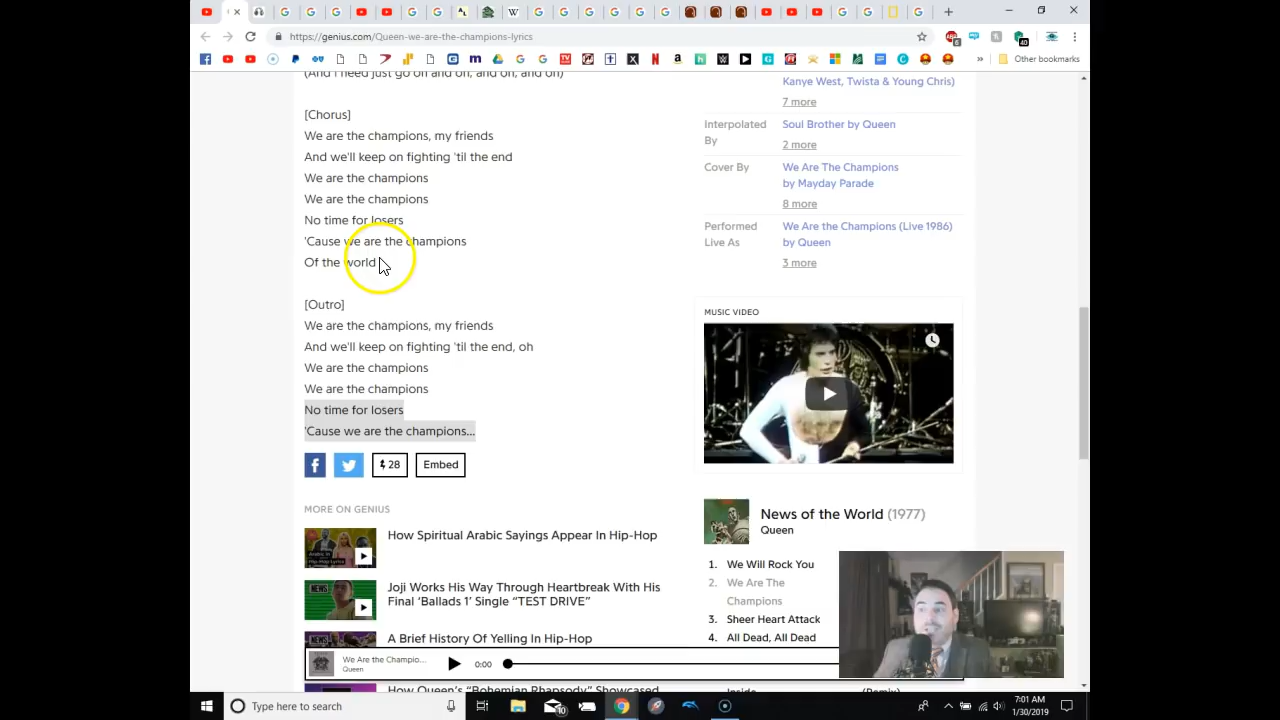 https://genius.com/Queen-we-are-the-champions-lyrics
Other bookmarks
(And I need just go on and on, and on, and on)
[Chorus]
We are the champions, my friends
And we'll keep on fighting 'til the end
We are the champions
We are the champions
No time for losers
'Cause we are the champions
Of the world
[Outro]
We are the champions, my friends
And we'll keep on fighting 'til the end, oh
We are the champions
We are the champions
No time for losers
'Cause we are the champions...
28
Embed
MORE ON GENIUS
How Spiritual Arabic Sayings Appear In Hip-Hop
Joji Works His Way Through Heartbreak With His
Final ‘Ballads 1’ Single “TEST DRIVE”
A Brief History Of Yelling In Hip-Hop
How Queen’s “Bohemian Rhapsody” Showcased
Kanye West, Twista & Young Chris)
7 more
Interpolated By
Soul Brother by Queen
2 more
Cover By
We Are The Champions
by Mayday Parade
8 more
Performed Live As
We Are the Champions (Live 1986)
by Queen
3 more
MUSIC VIDEO
News of the World (1977)
Queen
1. We Will Rock You
2. We Are The
Champions
3. Sheer Heart Attack
4. All Dead, All Dead
We Are the Champio...
Queen
0:00
Inside
(Remix)
Type here to search
7:01 AM
1/30/2019